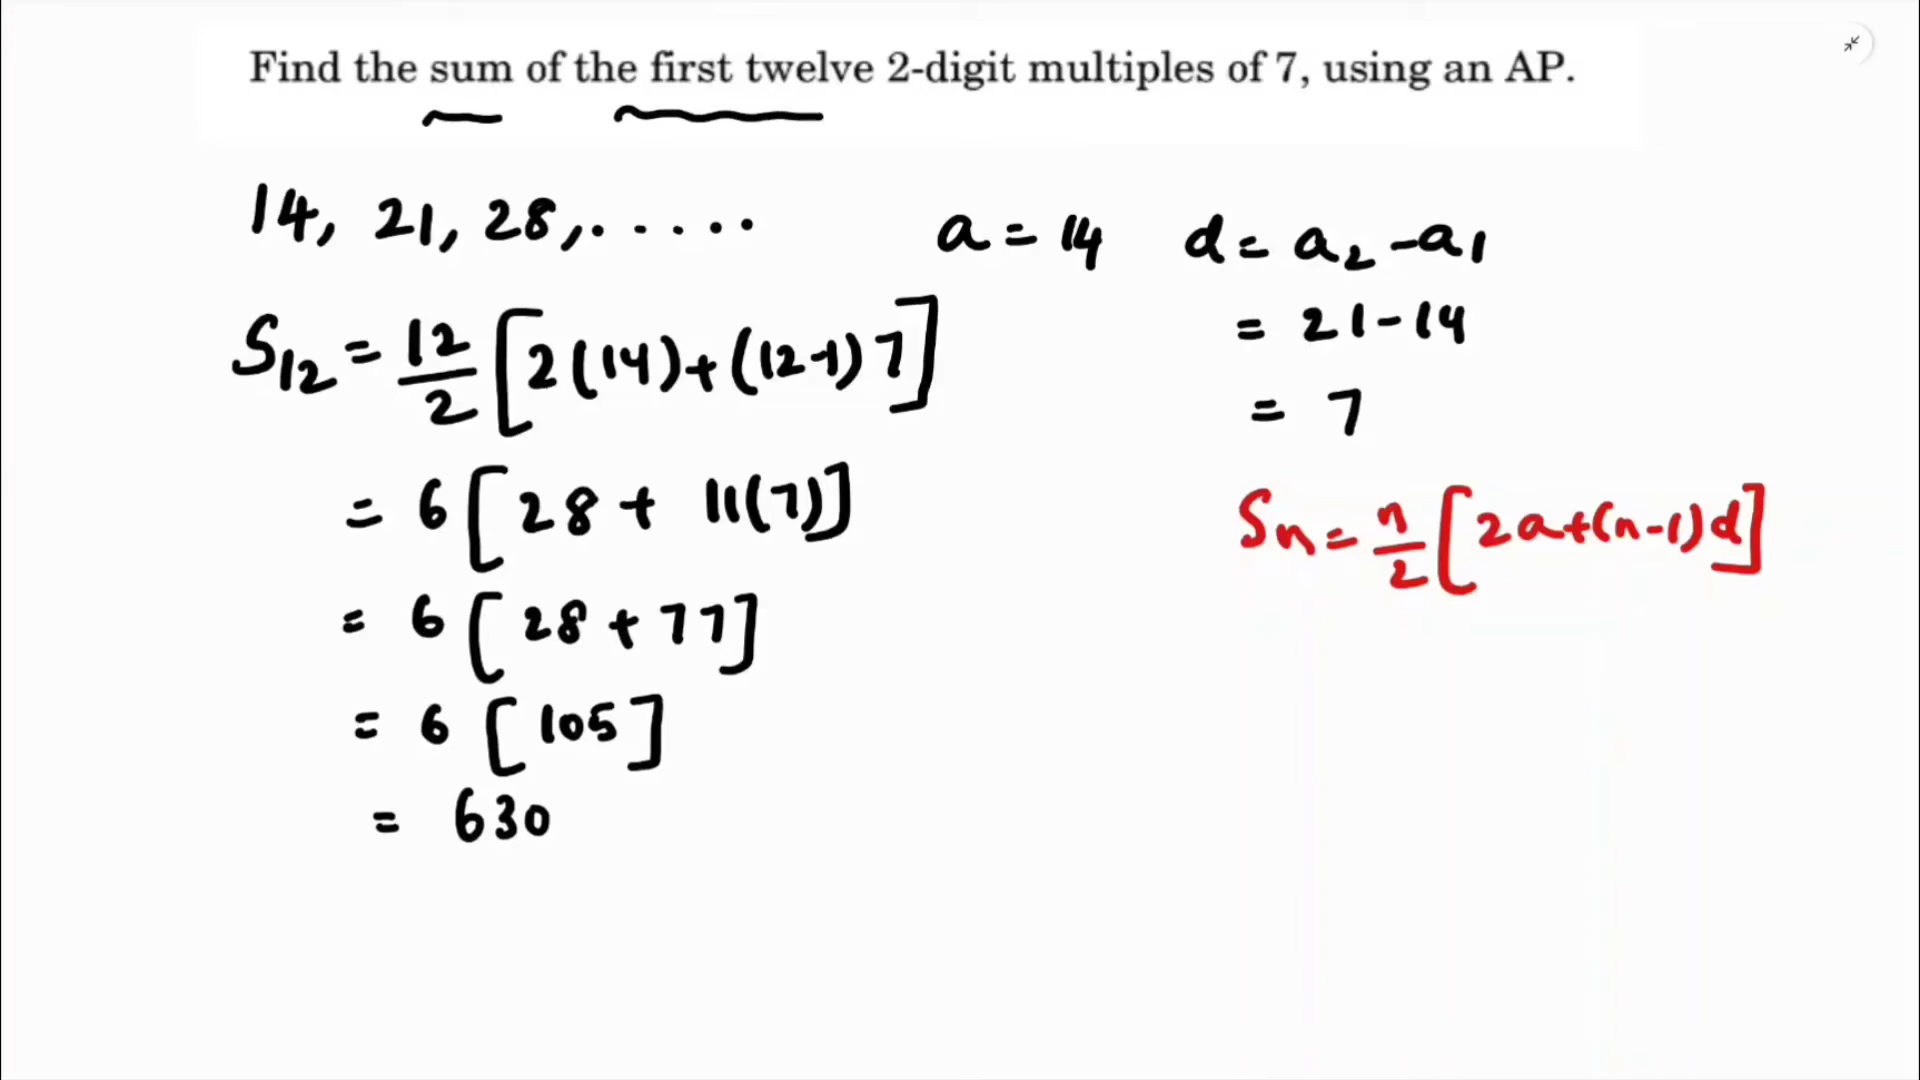 Find the sum of the first twelve 2-digit multiples of 7, using an AP.
14, 21, 28, . . . . .
a = 14 d = a₂ - a₁
= 21 - 14
= 7
S₁₂ = 12/2 [2(14) + (12-1) 7]
= 6 [28 + 11(7)]
= 6 [28 + 77]
= 6 [105]
= 630
Sn = n/2 [2a + (n-1) d]